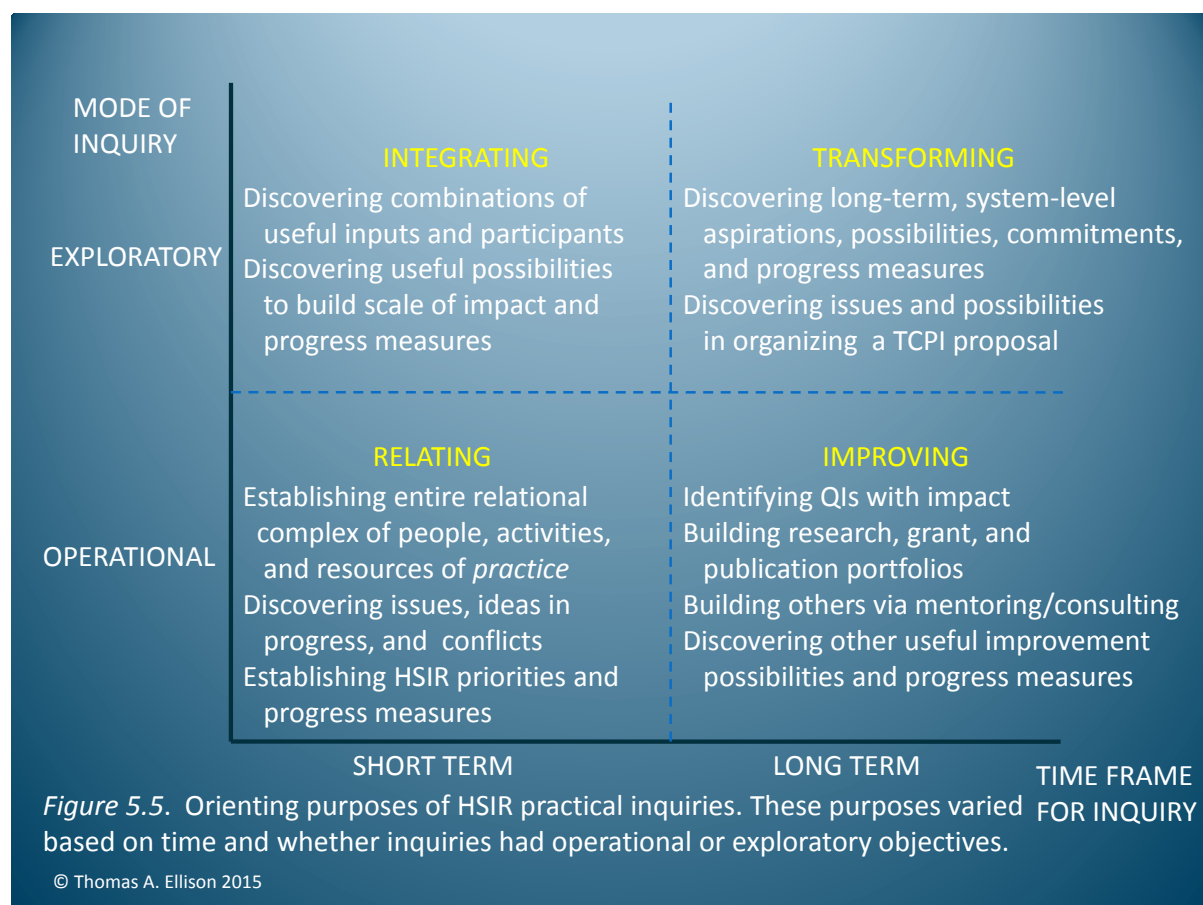 MODE OF
INQUIRY
EXPLORATORY
INTEGRATING
Discovering combinations of
useful inputs and participants
Discovering useful possibilities
to build scale of impact and
progress measures
TRANSFORMING
Discovering long-term, system-level
aspirations, possibilities, commitments,
and progress measures
Discovering issues and possibilities
in organizing a TCPI proposal
OPERATIONAL
RELATING
Establishing entire relational
complex of people, activities,
and resources of practice
Discovering issues, ideas in
progress, and conflicts
Establishing HSIR priorities and
progress measures
IMPROVING
Identifying QIs with impact
Building research, grant, and
publication portfolios
Building others via mentoring/consulting
Discovering other useful improvement
possibilities and progress measures
SHORT TERM
LONG TERM
TIME FRAME
FOR INQUIRY
Figure 5.5. Orienting purposes of HSIR practical inquiries. These purposes varied
based on time and whether inquiries had operational or exploratory objectives.
© Thomas A. Ellison 2015